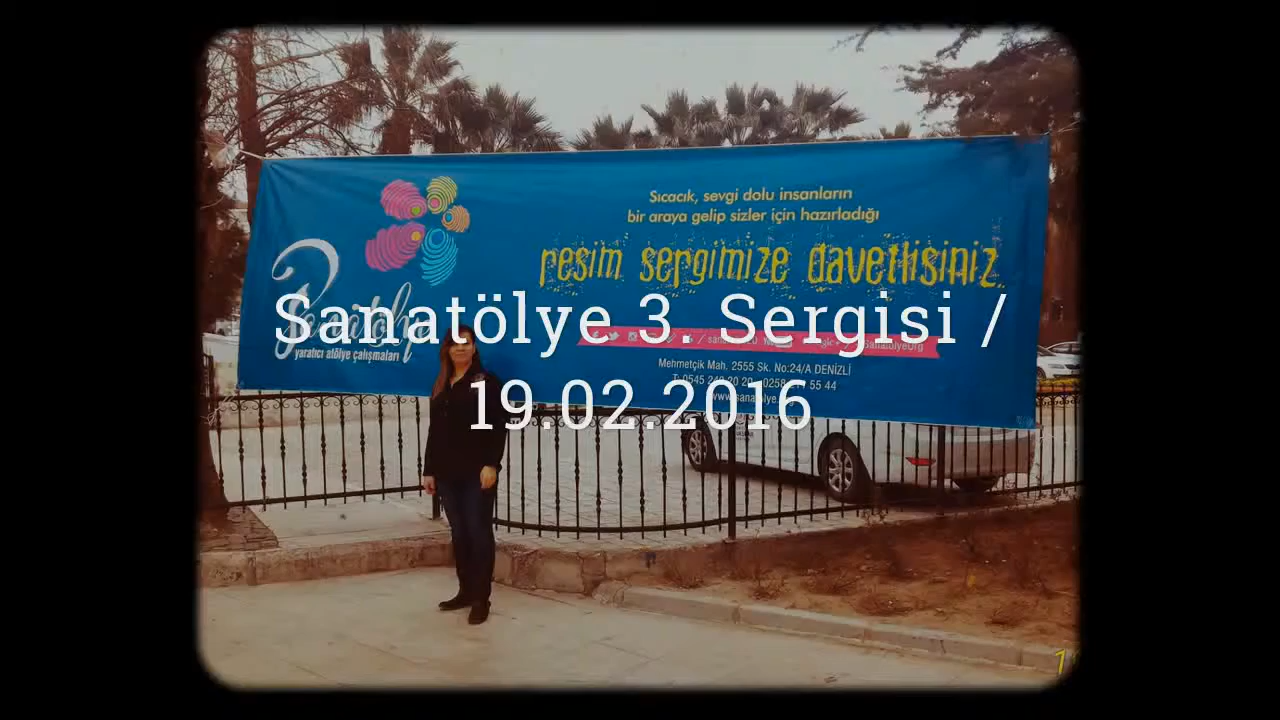 Sıcacık, sevgi dolu insanların
bir araya gelip sizler için hazırladığı
resim sergimize davetlisiniz
Sanatölye 3. Sergisi /
yaratıcı atölye çalışmaları
Mehmetçik Mah. 2555 Sk. No:24/A DENİZLİ
19.02.2016